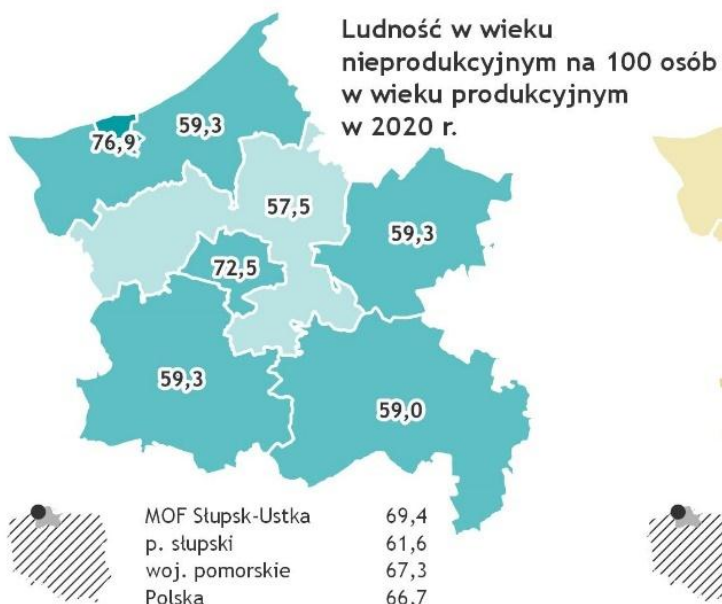 Ludność w wieku
nieprodukcyjnym na 100 osób
w wieku produkcyjnym
w 2020 r.
59,3
76,9
57,5
59,3
72,5
59,3
59,0
MOF Słupsk-Ustka 69,4
p. słupski 61,6
woj. pomorskie 67,3
Polska 66,7